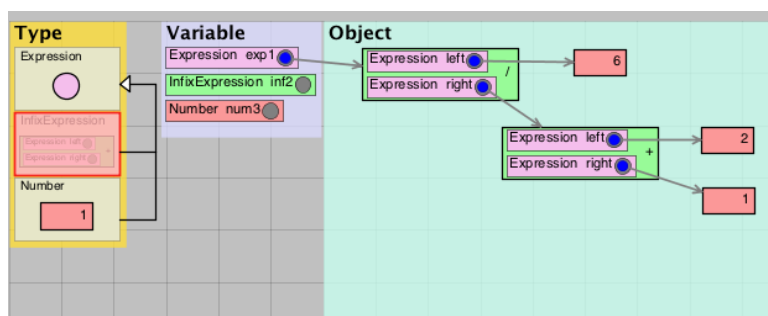 Type
Expression
InfixExpression
Expression left
Expression right
+
Number
1
Variable
Expression exp1
InfixExpression inf2
Number num3
Object
Expression left
Expression right
/
6
Expression left
Expression right
+
2
1